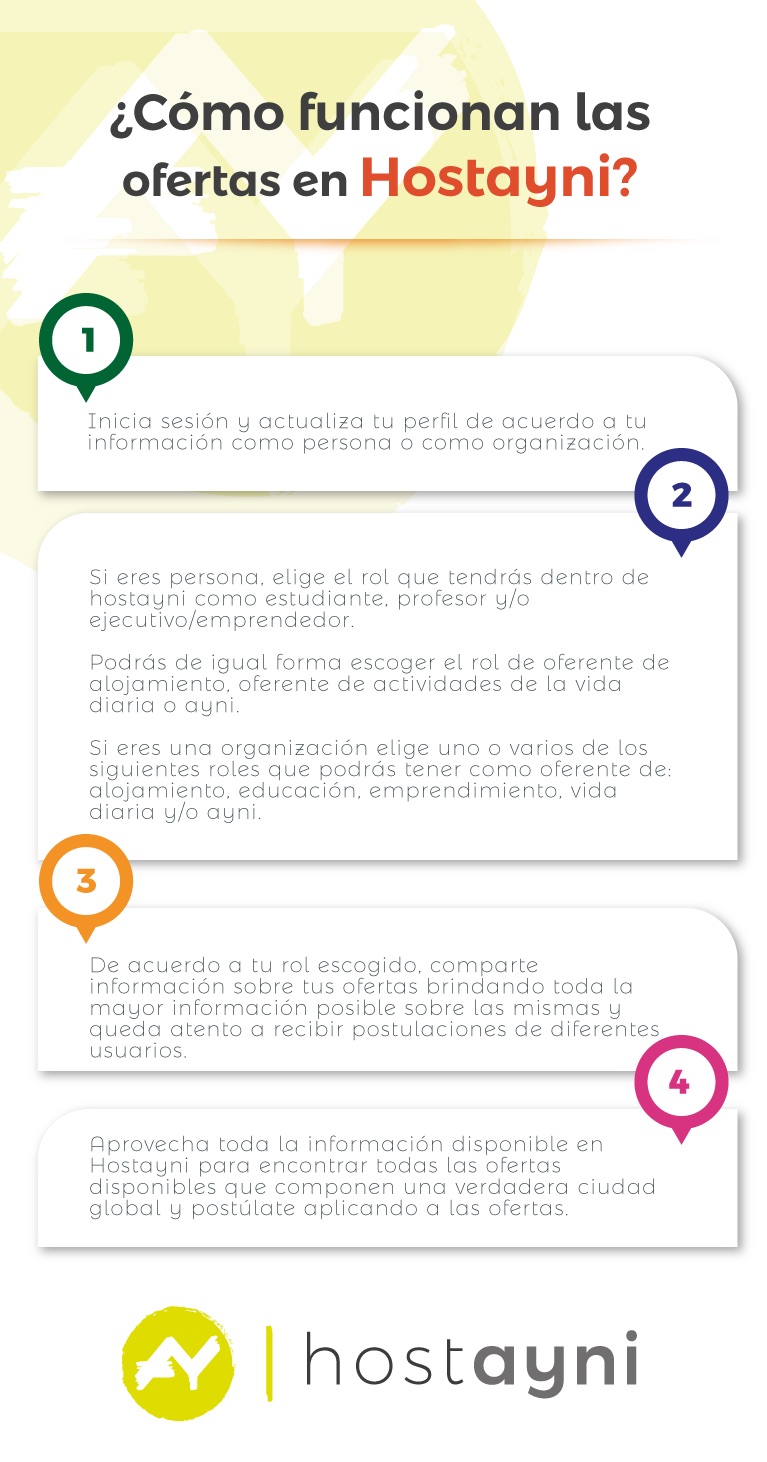 ¿Cómo funcionan las
ofertas en Hostayni?
1
Inicia sesión y actualiza tu perfil de acuerdo a tu
información como persona o como organización.
2
Si eres persona, elige el rol que tendrás dentro de
hostayni como estudiante, profesor y/o
ejecutivo/emprendedor.
Podrás de igual forma escoger el rol de oferente de
alojamiento, oferente de actividades de la vida
diaria o ayni.
Si eres una organización elige uno o varios de los
siguientes roles que podrás tener como oferente de:
alojamiento, educación, emprendimiento, vida
diaria y/o ayni.
3
De acuerdo a tu rol escogido, comparte
información sobre tus ofertas brindando toda la
mayor información posible sobre las mismas y
queda atento a recibir postulaciones de diferentes
usuarios.
4
Aprovecha toda la información disponible en
Hostayni para encontrar todas las ofertas
disponibles que componen una verdadera ciudad
global y postúlate aplicando a las ofertas.
AY | hostayni